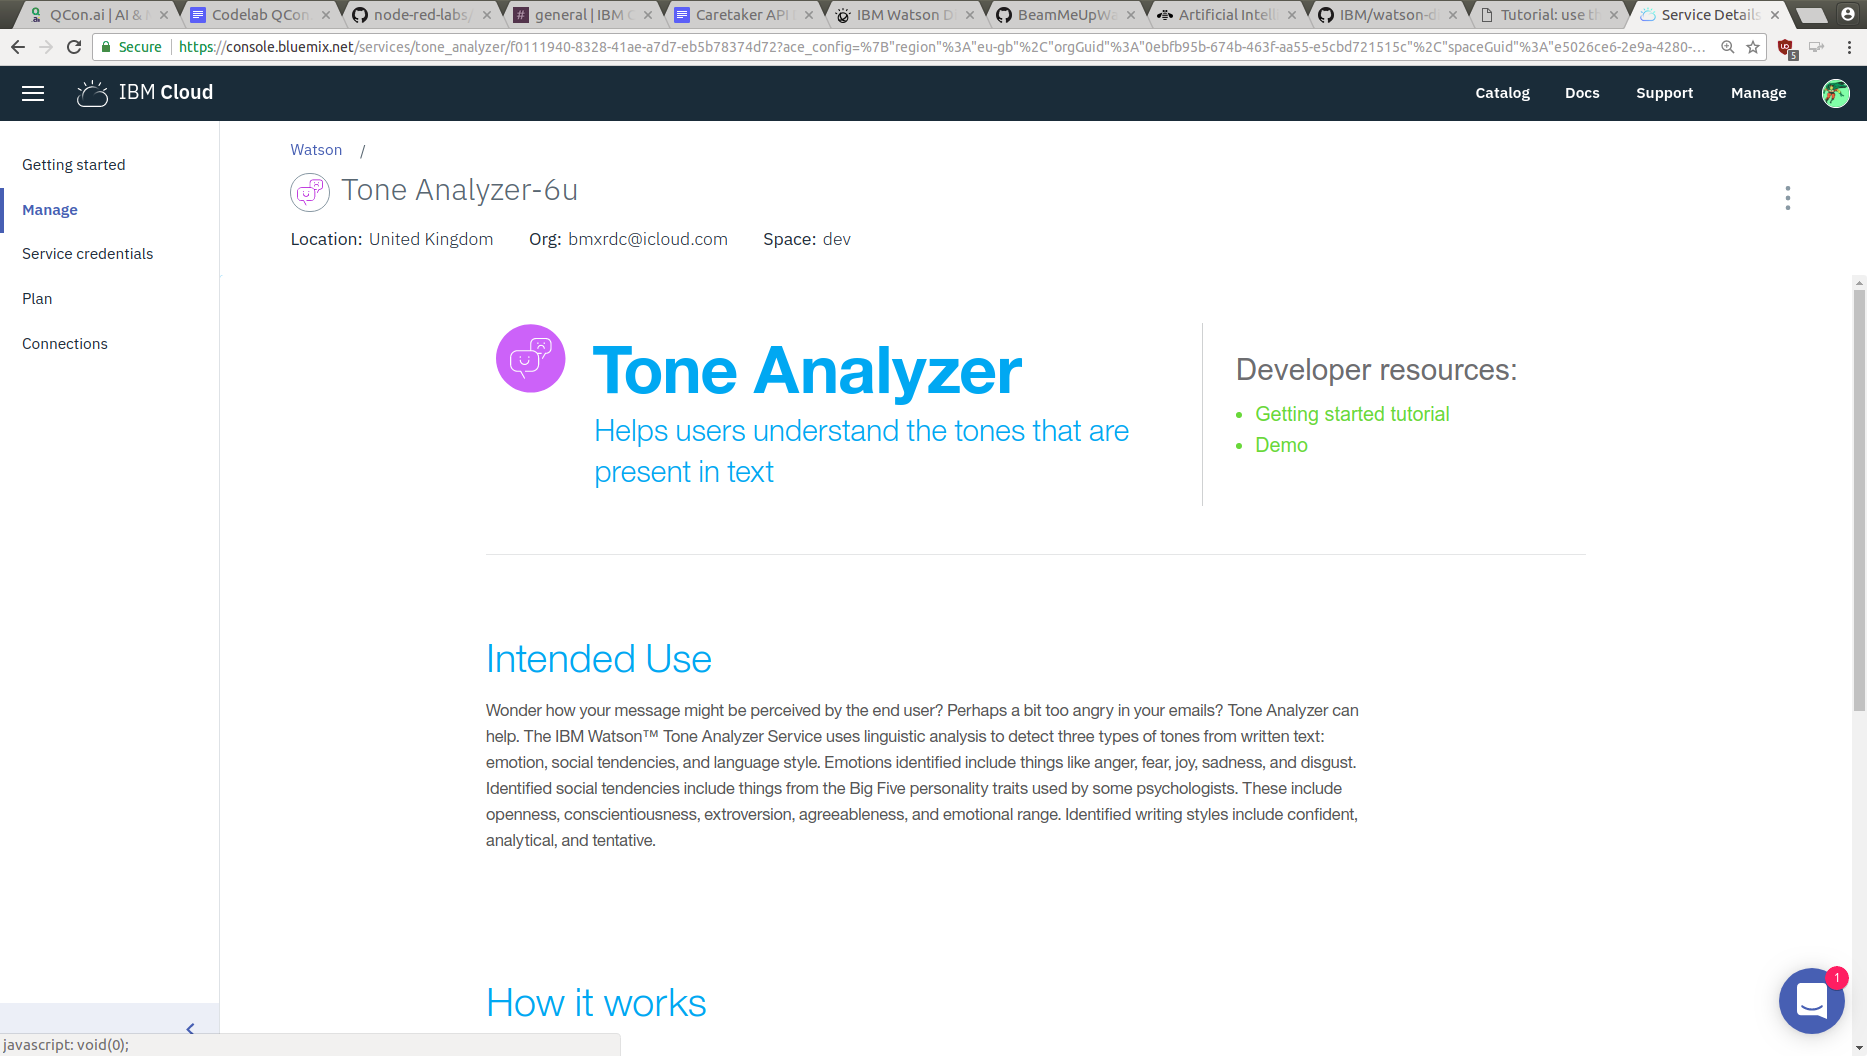 QCon.ai | AI &
Codelab QCon
node-red-labs/
general | IBM C
Caretaker API
IBM Watson D
BeamMeUpWa
Artificial Intelli
IBM/watson-di
Tutorial: use th
Service Details
Secure
https://console.bluemix.net/services/tone_analyzer/f0111940-8328-41ae-a7d7-eb5b78374d72?ace_config=%7B"region"%3A"eu-gb"%2C"orgGuid"%3A"0ebfb95b-674b-463f-aa55-e5cbd721515c"%2C"spaceGuid"%3A"e5026ce6-2e9a-4280-...
5
IBM Cloud
Catalog
Docs
Support
Manage
Getting started
Manage
Service credentials
Plan
Connections
Watson /
Tone Analyzer-6u
Location: United Kingdom Org: bmxrdc@icloud.com Space: dev
Tone Analyzer
Helps users understand the tones that are
present in text
Developer resources:
• Getting started tutorial
• Demo
Intended Use
Wonder how your message might be perceived by the end user? Perhaps a bit too angry in your emails? Tone Analyzer can
help. The IBM Watson™ Tone Analyzer Service uses linguistic analysis to detect three types of tones from written text:
emotion, social tendencies, and language style. Emotions identified include things like anger, fear, joy, sadness, and disgust.
Identified social tendencies include things from the Big Five personality traits used by some psychologists. These include
openness, conscientiousness, extroversion, agreeableness, and emotional range. Identified writing styles include confident,
analytical, and tentative.
How it works
1
javascript: void(0);